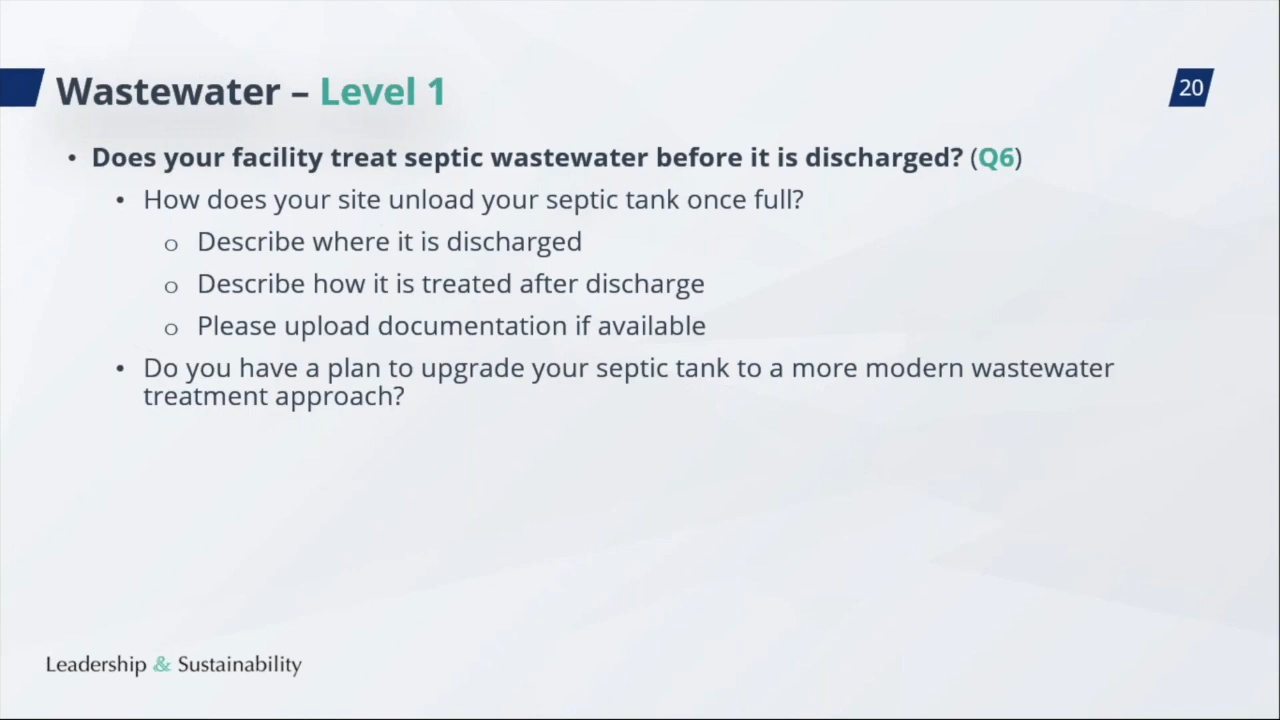 Wastewater – Level 1
20
• Does your facility treat septic wastewater before it is discharged? (Q6)
• How does your site unload your septic tank once full?
o Describe where it is discharged
o Describe how it is treated after discharge
o Please upload documentation if available
• Do you have a plan to upgrade your septic tank to a more modern wastewater
treatment approach?
Leadership & Sustainability